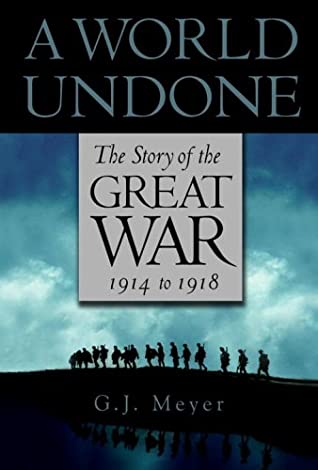 A WORLD
UNDONE
The Story of the
GREAT
WAR
1914 to 1918
G.J. Meyer